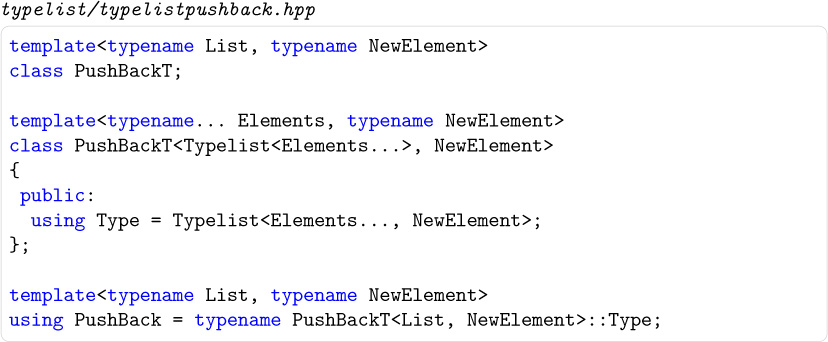 typelist/typelistpushback.hpp
template<typename List, typename NewElement>
class PushBackT;
template<typename... Elements, typename NewElement>
class PushBackT<Typelist<Elements...>, NewElement>
{
public:
using Type = Typelist<Elements..., NewElement>;
};
template<typename List, typename NewElement>
using PushBack = typename PushBackT<List, NewElement>::Type;